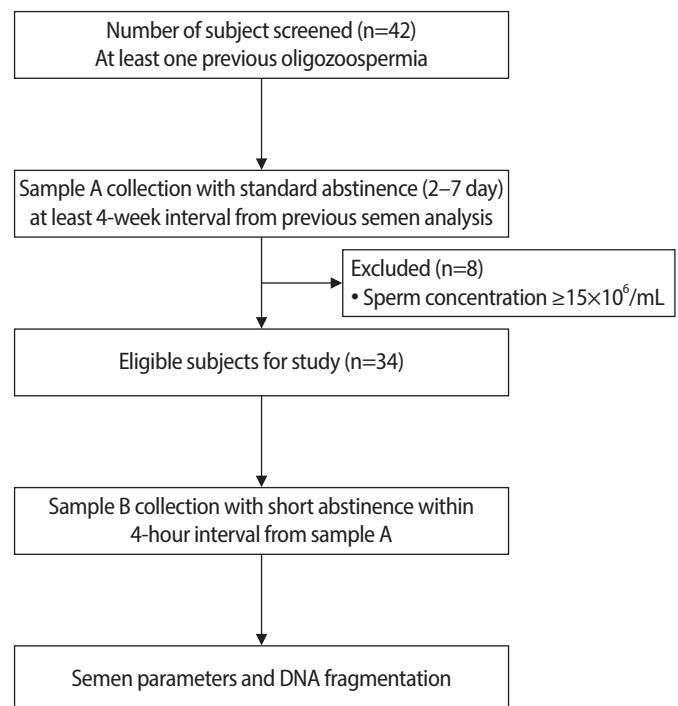 Number of subject screened (n=42)
At least one previous oligozoospermia
Sample A collection with standard abstinence (2–7 day)
at least 4-week interval from previous semen analysis
Excluded (n=8)
• Sperm concentration ≥15×10⁶/mL
Eligible subjects for study (n=34)
Sample B collection with short abstinence within
4-hour interval from sample A
Semen parameters and DNA fragmentation